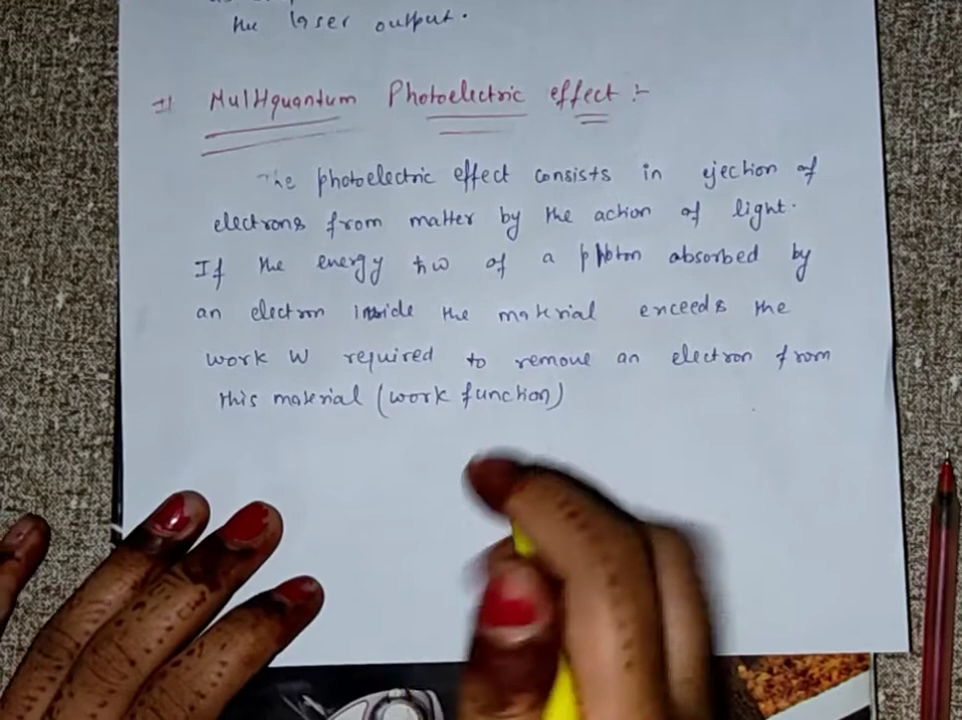 the laser output.
Multiquantum Photoelectric effect :-
The photoelectric effect consists in ejection of
electrons from matter by the action of light.
If the energy ħω of a photon absorbed by
an electron inside the material exceeds the
work W required to remove an electron from
this material (work function)